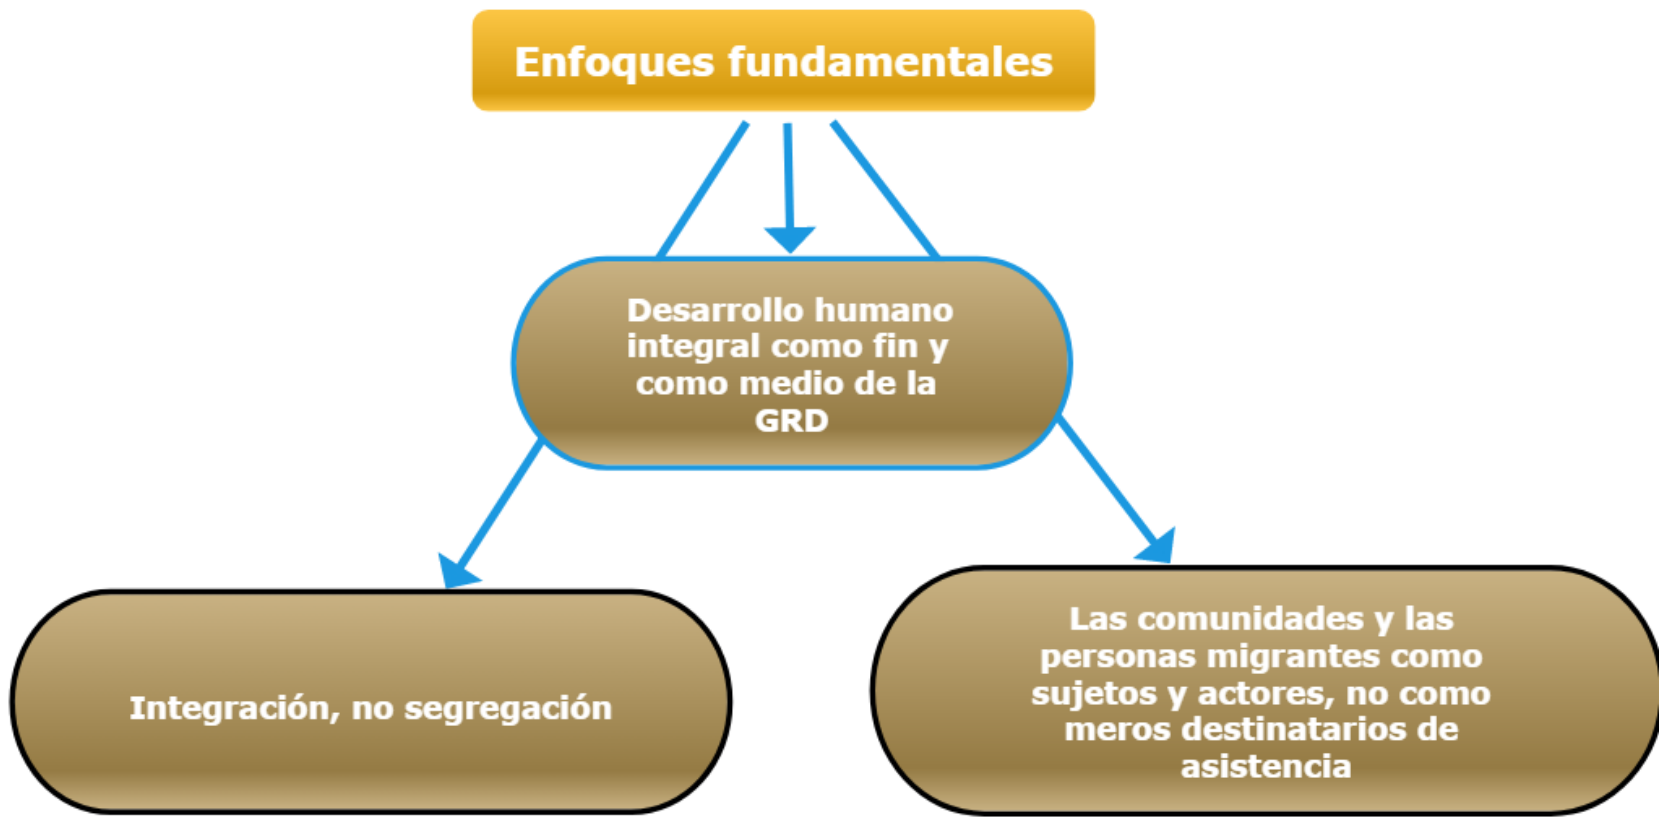 Enfoques fundamentales
Desarrollo humano
integral como fin y
como medio de la
GRD
Integración, no segregación
Las comunidades y las
personas migrantes como
sujetos y actores, no como
meros destinatarios de
asistencia